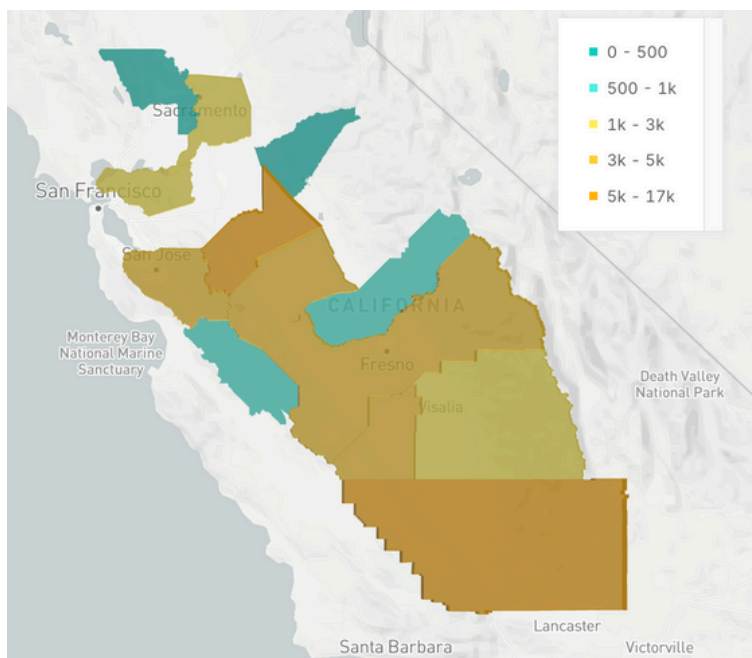 0 - 500
500 - 1k
1k - 3k
3k - 5k
5k - 17k
Sacramento
San Francisco
San Jose
CALIFORNIA
Monterey Bay
National Marine
Sanctuary
Fresno
Death Valley
National Park
Visalia
Lancaster
Santa Barbara
Victorville